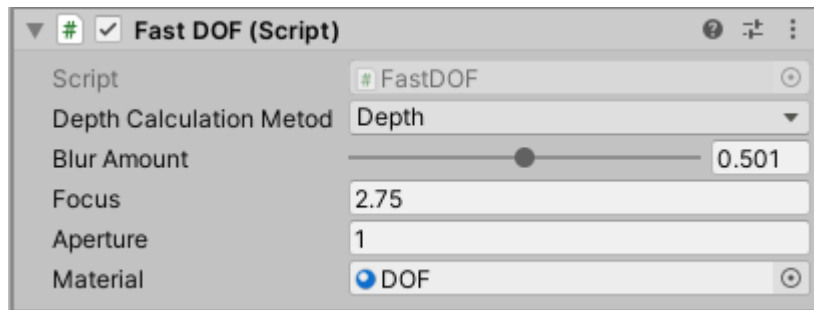 # Fast DOF (Script)
Script # FastDOF
Depth Calculation Metod Depth
Blur Amount 0.501
Focus 2.75
Aperture 1
Material DOF